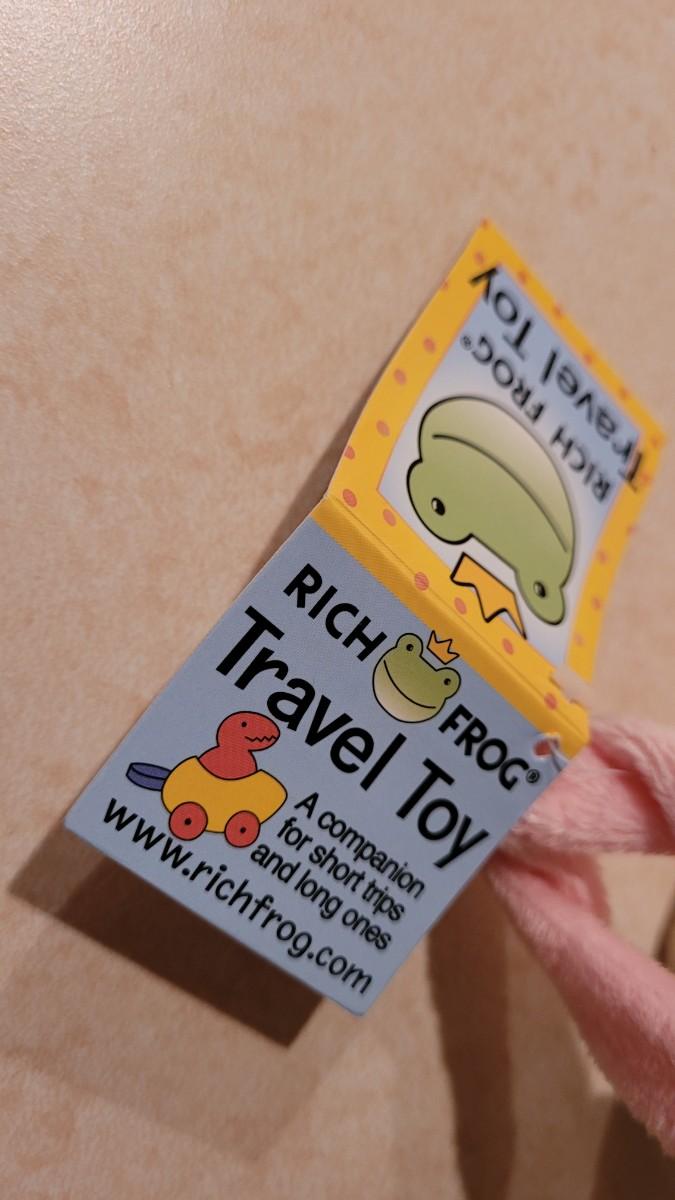 RICH FROG®
Travel Toy
A companion
for short trips
and long ones
www.richfrog.com
RICH FROG®
Travel Toy